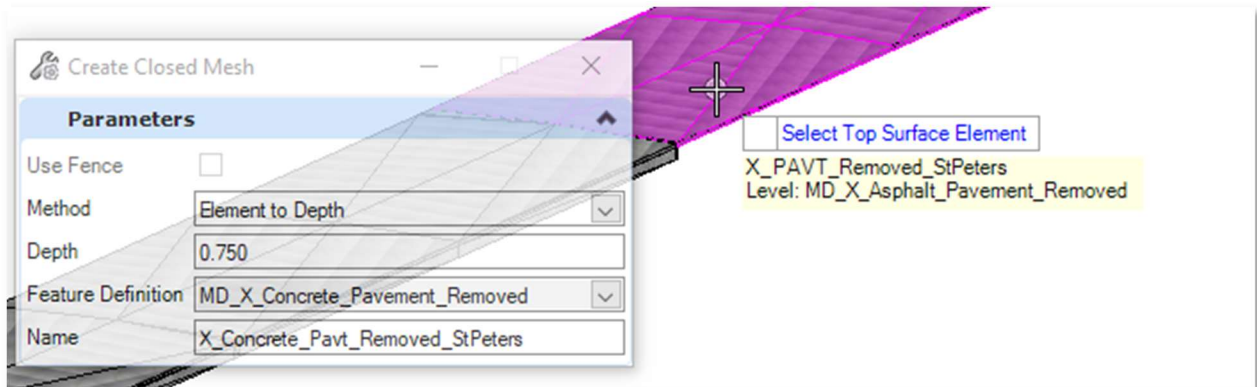 Create Closed Mesh
Parameters
Use Fence
Method Element to Depth
Depth 0.750
Feature Definition MD_X_Concrete_Pavement_Removed
Name X_Concrete_Pavt_Removed_StPeters
Select Top Surface Element
X_PAVT_Removed_StPeters
Level: MD_X_Asphalt_Pavement_Removed